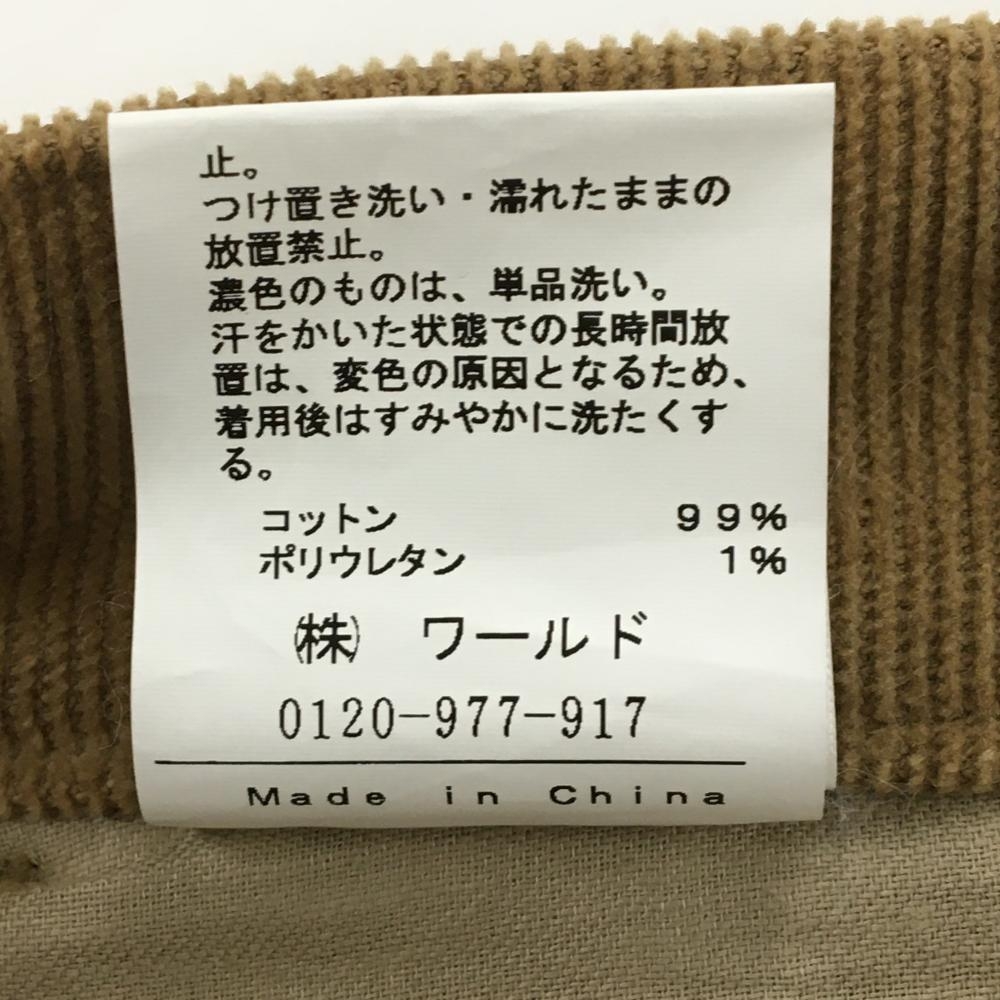 止。
つけ置き洗い・濡れたままの
放置禁止。
濃色のものは、単品洗い。
汗をかいた状態での長時間放
置は、変色の原因となるため、
着用後はすみやかに洗たくす
る。
コットン 99%
ポリウレタン 1%
㈱ ワールド
0120-977-917
Made in China